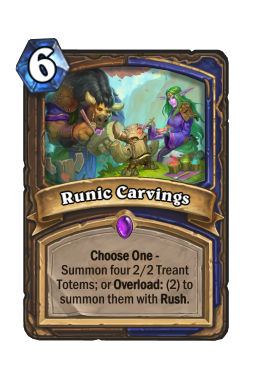 6
Runic Carvings
Choose One -
Summon four 2/2 Treant
Totems; or Overload: (2) to
summon them with Rush.